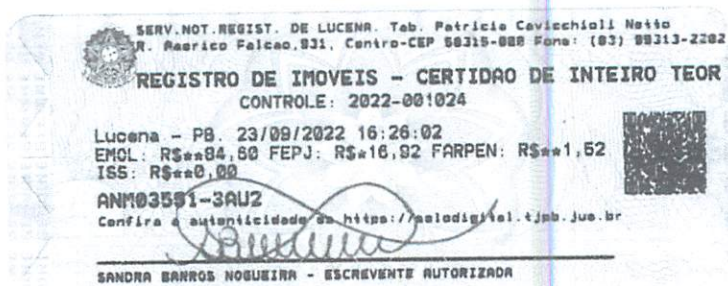 SERV.NOT.REGIST. DE LUCENA. Tab. Patricia Cavicchioli Netto
R. Americo Falcao,931, Centro-CEP 58315-000 Fone: (83) 99313-2202
REGISTRO DE IMOVEIS - CERTIDAO DE INTEIRO TEOR
CONTROLE: 2022-001024
Lucena - PB. 23/09/2022 16:26:02
EMOL: R$**84,60 FEPJ: R$*16,92 FARPEN: R$**1,52
ISS: R$**0,00
ANM03591-3AU2
Confira a autenticidade em https://selodigital.tjpb.jus.br
SANDRA BARROS NOGUEIRA - ESCREVENTE AUTORIZADA